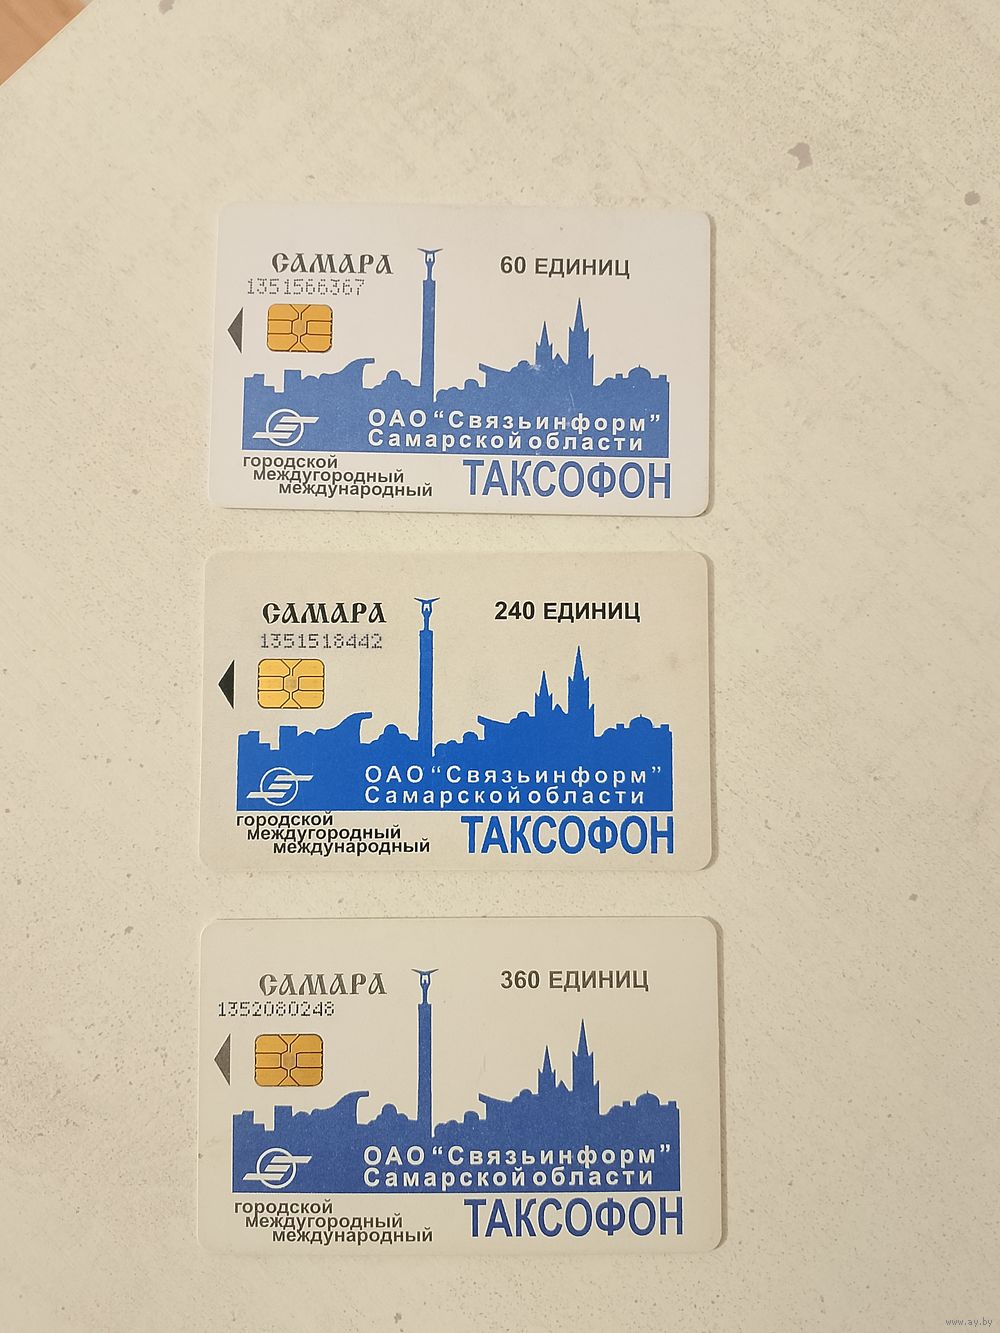 САМАРА
60 ЕДИНИЦ
1351566367
ОАО “Связьинформ”
Самарской области
городской
междугородный
международный
ТАКСОФОН
САМАРА
240 ЕДИНИЦ
1351518442
ОАО “Связьинформ”
Самарской области
городской
междугородный
международный
ТАКСОФОН
САМАРА
360 ЕДИНИЦ
1352080248
ОАО “Связьинформ”
Самарской области
городской
междугородный
международный
ТАКСОФОН
www.ay.by